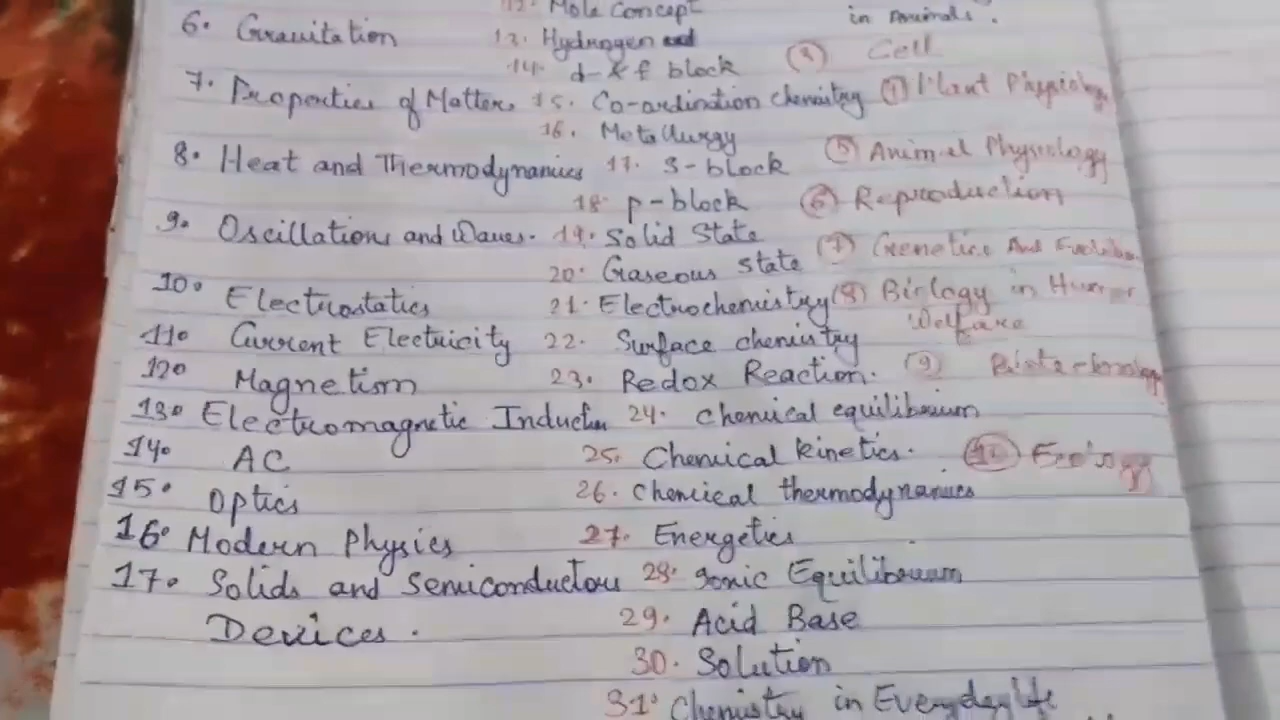 6. Gravitation
7. Properties of Matter.
8. Heat and Thermodynamics
9. Oscillations and Waves.
10. Electrostatics
11. Current Electricity
12. Magnetism
13. Electromagnetic
14. AC
15. Optics
16. Modern Physics
17. Solids and Semiconductors
Devices.
12. Mole Concept
13. Hydrogen
14. d- & f block
15. Co-ordination chemistry
16. Metallurgy
17. s-block
18. p-block
19. Solid State
20. Gaseous state
21. Electrochemistry
22. Surface chemistry
23. Redox Reaction.
24. Chemical equilibrium
25. Chemical kinetics.
26. Chemical thermodynamics
27. Energetics
28. Ionic Equilibrium
29. Acid Base
30. Solution
31. Chemistry in Everyday life
in Animals.
Cell
Plant Physiology
(5) Animal Physiology
(6) Reproduction
(7) Genetics And Evolution
(8) Biology in Human
Welfare
(9) Biotechnology
(10) Ecology